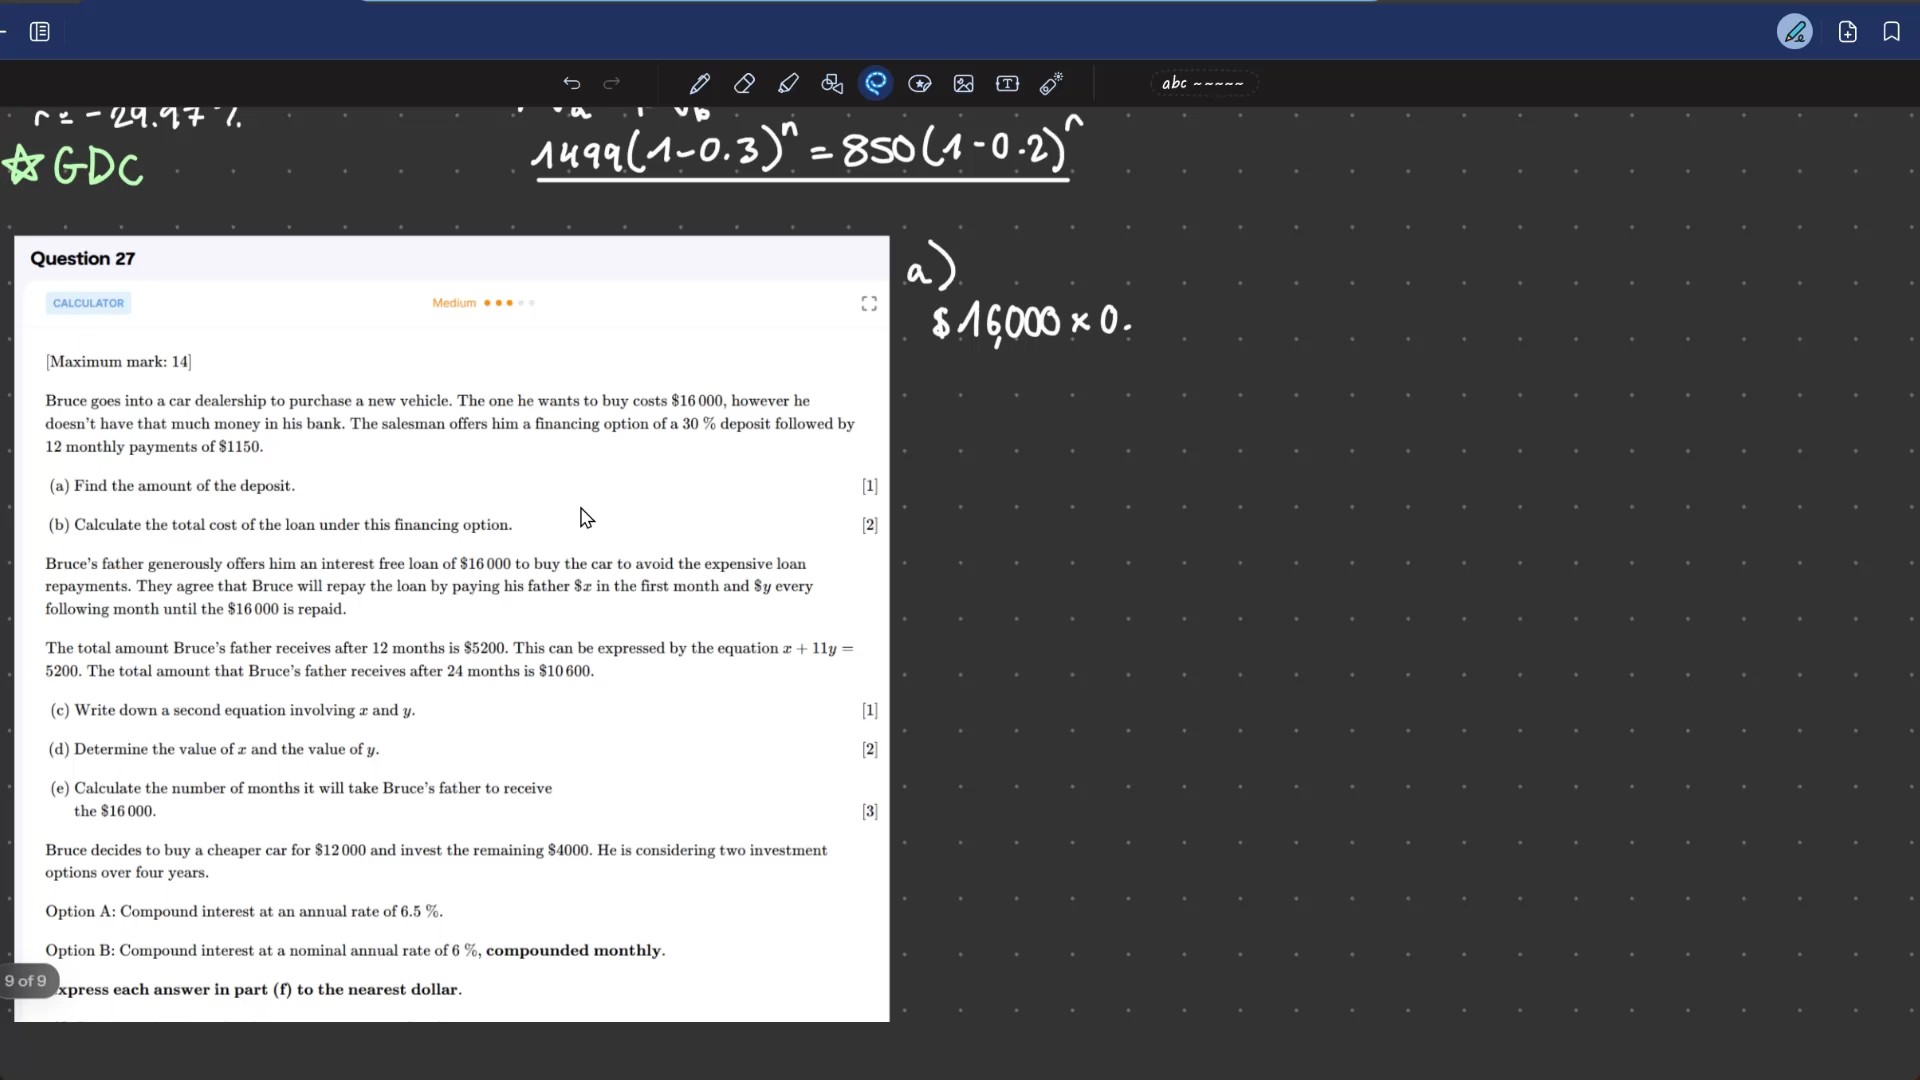 abc ~~~~~
r = -29.97 %
☆ GDC
1499(1-0.3)^n = 850(1-0.2)^n
Question 27
CALCULATOR
Medium
[Maximum mark: 14]
Bruce goes into a car dealership to purchase a new vehicle. The one he wants to buy costs $16 000, however he
doesn't have that much money in his bank. The salesman offers him a financing option of a 30 % deposit followed by
12 monthly payments of $1150.
(a) Find the amount of the deposit. [1]
(b) Calculate the total cost of the loan under this financing option. [2]
Bruce's father generously offers him an interest free loan of $16 000 to buy the car to avoid the expensive loan
repayments. They agree that Bruce will repay the loan by paying his father $x in the first month and $y every
following month until the $16 000 is repaid.
The total amount Bruce's father receives after 12 months is $5200. This can be expressed by the equation x + 11y =
5200. The total amount that Bruce's father receives after 24 months is $10 600.
(c) Write down a second equation involving x and y. [1]
(d) Determine the value of x and the value of y. [2]
(e) Calculate the number of months it will take Bruce's father to receive
the $16 000. [3]
Bruce decides to buy a cheaper car for $12 000 and invest the remaining $4000. He is considering two investment
options over four years.
Option A: Compound interest at an annual rate of 6.5 %.
Option B: Compound interest at a nominal annual rate of 6 %, compounded monthly.
9 of 9
xpress each answer in part (f) to the nearest dollar.
a)
$16,000 × 0.